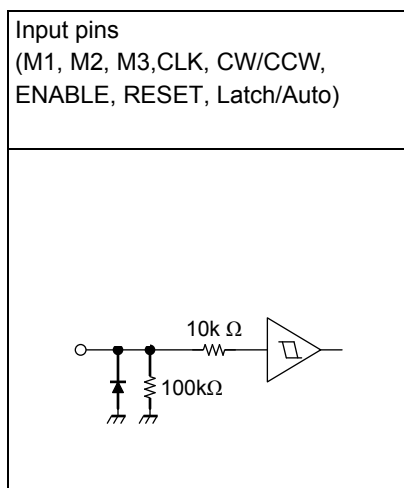 Input pins
(M1, M2, M3,CLK, CW/CCW,
ENABLE, RESET, Latch/Auto)
10k Ω
100kΩ